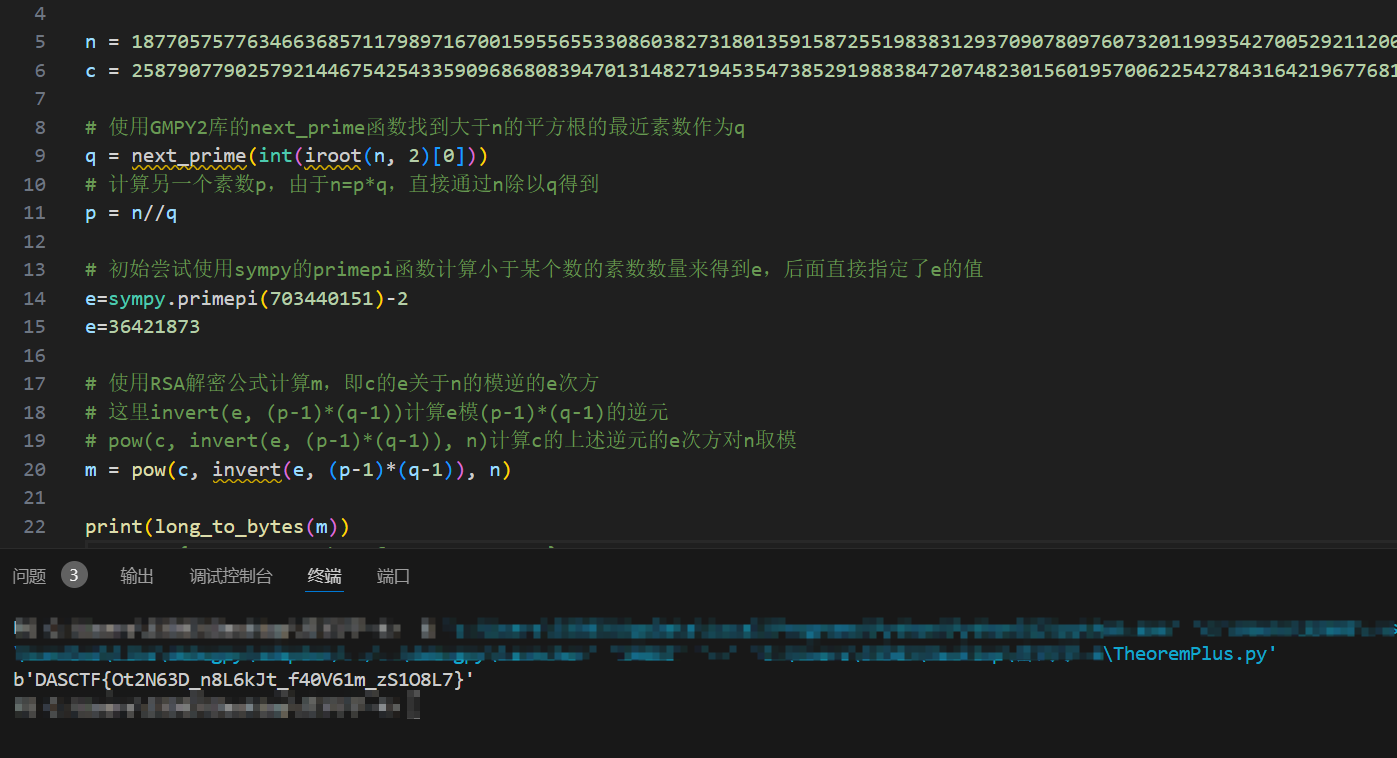 4
5 n = 18770575776346636857117989716700159556553308603827318013591587255198383129370907809760732011993542700529211200
6 c = 25879077902579214467542543359096868083947013148271945354738529198838472074823015601957006225427843164219677681
7
8 # 使用GMPY2库的next_prime函数找到大于n的平方根的最近素数作为q
9 q = next_prime(int(iroot(n, 2)[0]))
10 # 计算另一个素数p，由于n=p*q，直接通过n除以q得到
11 p = n//q
12
13 # 初始尝试使用sympy的primepi函数计算小于某个数的素数数量来得到e，后面直接指定了e的值
14 e=sympy.primepi(703440151)-2
15 e=36421873
16
17 # 使用RSA解密公式计算m，即c的e关于n的模逆的e次方
18 # 这里invert(e, (p-1)*(q-1))计算e模(p-1)*(q-1)的逆元
19 # pow(c, invert(e, (p-1)*(q-1)), n)计算c的上述逆元的e次方对n取模
20 m = pow(c, invert(e, (p-1)*(q-1)), n)
21
22 print(long_to_bytes(m))
问题 3 输出 调试控制台 终端 端口
\TheoremPlus.py'
b'DASCTF{Ot2N63D_n8L6kJt_f40V61m_zS1O8L7}'